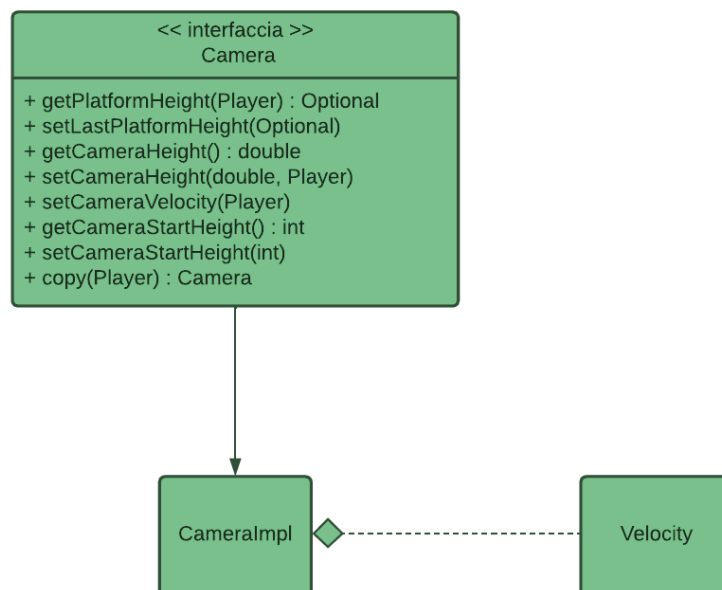 << interfaccia >>
Camera
+ getPlatformHeight(Player) : Optional
+ setLastPlatformHeight(Optional)
+ getCameraHeight() : double
+ setCameraHeight(double, Player)
+ setCameraVelocity(Player)
+ getCameraStartHeight() : int
+ setCameraStartHeight(int)
+ copy(Player) : Camera
CameraImpl
Velocity